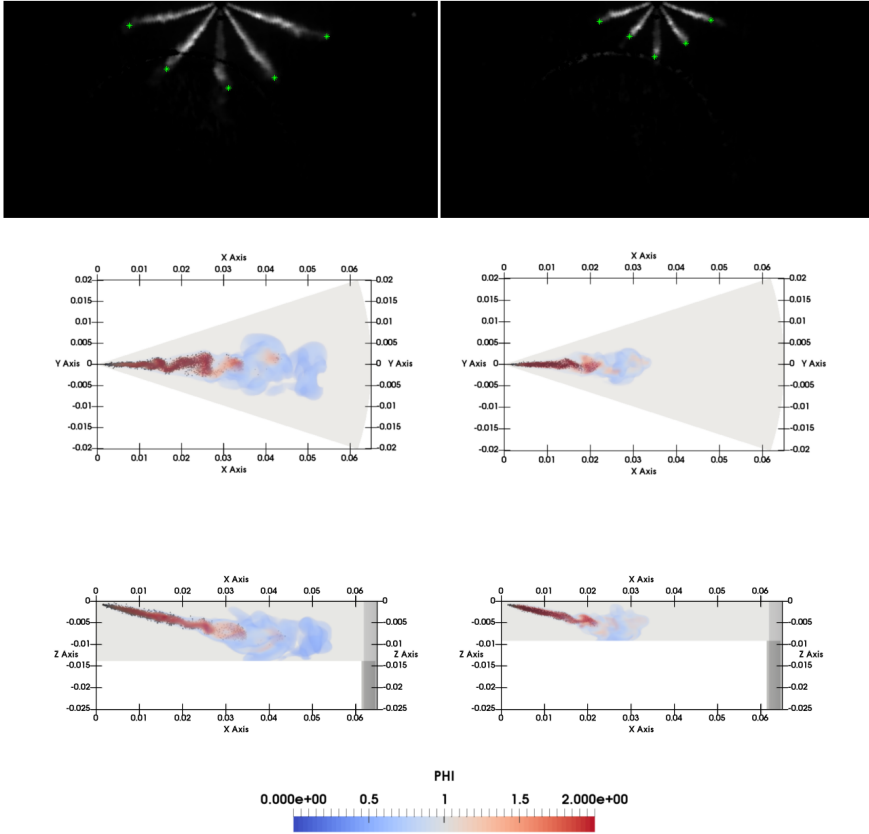 X Axis X Axis
0 0.01 0.02 0.03 0.04 0.05 0.06 0 0.01 0.02 0.03 0.04 0.05 0.06
0.02 0.02 0.02 0.02
0.015 0.015 0.015 0.015
0.01 0.01 0.01 0.01
0.005 0.005 0.005 0.005
Y Axis 0 0 Y Axis Y Axis 0 0 Y Axis
-0.005 -0.005 -0.005 -0.005
-0.01 -0.01 -0.01 -0.01
-0.015 -0.015 -0.015 -0.015
-0.02 -0.02 -0.02 -0.02
0 0.01 0.02 0.03 0.04 0.05 0.06 0 0.01 0.02 0.03 0.04 0.05 0.06
X Axis X Axis
X Axis X Axis
0 0.01 0.02 0.03 0.04 0.05 0.06 0 0.01 0.02 0.03 0.04 0.05 0.06
0 0 0 0
-0.005 -0.005 -0.005 -0.005
-0.01 -0.01 -0.01 -0.01
Z Axis Z Axis Z Axis Z Axis
-0.015 -0.015 -0.015 -0.015
-0.02 -0.02 -0.02 -0.02
-0.025 -0.025 -0.025 -0.025
0 0.01 0.02 0.03 0.04 0.05 0.06 0 0.01 0.02 0.03 0.04 0.05 0.06
X Axis X Axis
PHI
0.000e+00 0.5 1 1.5 2.000e+00